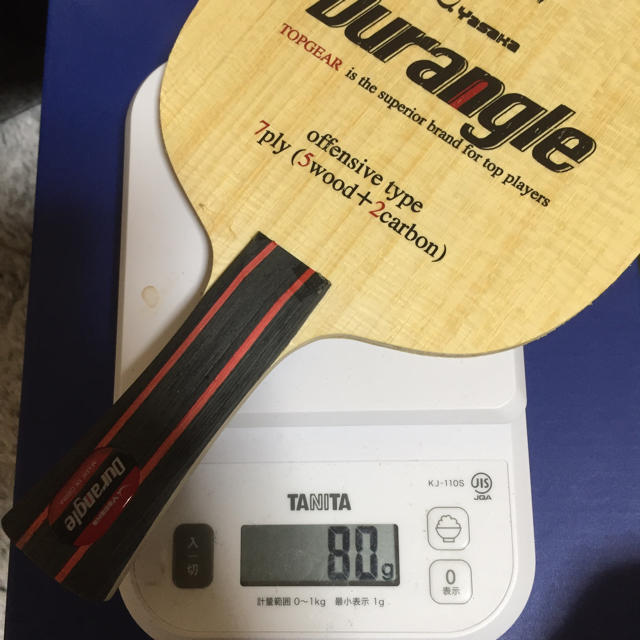 Yasaka
Durangle
TOPGEAR is the superior brand for top players
offensive type
7ply (5wood+2carbon)
Durangle
TANITA
KJ-110S
JIS
JQA
入
切
80g
0
表示
計量範囲 0～1kg 最小表示 1g